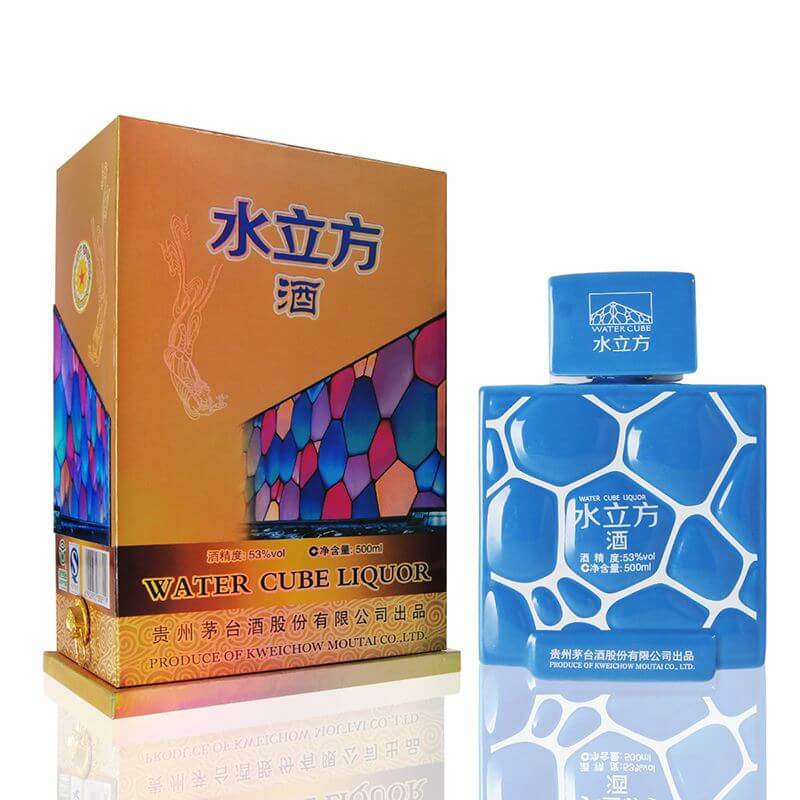 水立方
酒
酒精度: 53%vol
C净含量: 500ml
WATER CUBE LIQUOR
贵州茅台酒股份有限公司出品
PRODUCE OF KWEICHOW MOUTAI CO.,LTD.
WATER CUBE
水立方
WATER CUBE LIQUOR
水立方
酒
酒精度:53%vol
C净含量:500ml
贵州茅台酒股份有限公司出品
PRODUCE OF KWEICHOW MOUTAI CO.,LTD.